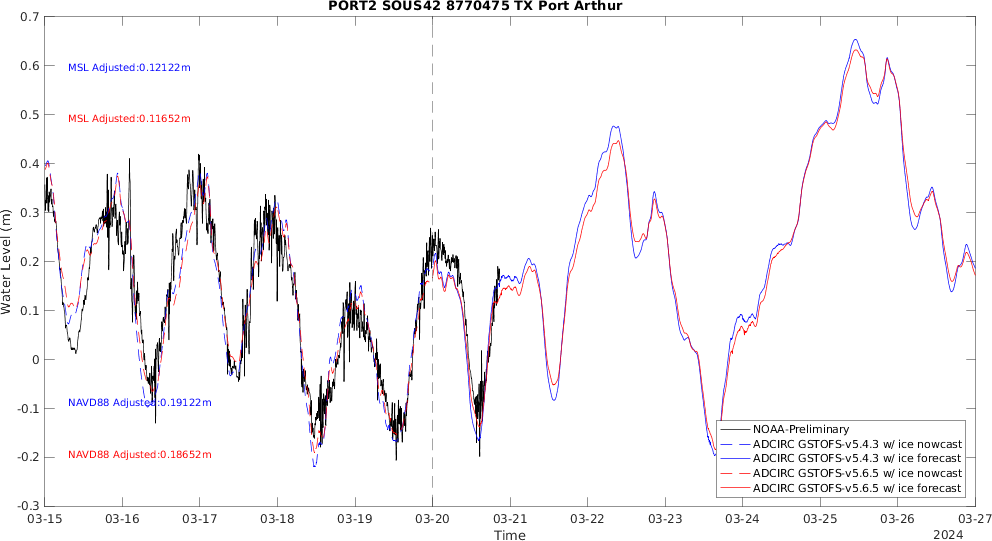 PORT2 SOUS42 8770475 TX Port Arthur
0.7
0.6
0.5
0.4
0.3
0.2
0.1
0
-0.1
-0.2
-0.3
Water Level (m)
MSL Adjusted:0.12122m
MSL Adjusted:0.11652m
NAVD88 Adjusted:0.19122m
NAVD88 Adjusted:0.18652m
NOAA-Preliminary
ADCIRC GSTOFS-v5.4.3 w/ ice nowcast
ADCIRC GSTOFS-v5.4.3 w/ ice forecast
ADCIRC GSTOFS-v5.6.5 w/ ice nowcast
ADCIRC GSTOFS-v5.6.5 w/ ice forecast
03-15 03-16 03-17 03-18 03-19 03-20 03-21 03-22 03-23 03-24 03-25 03-26 03-27
Time
2024